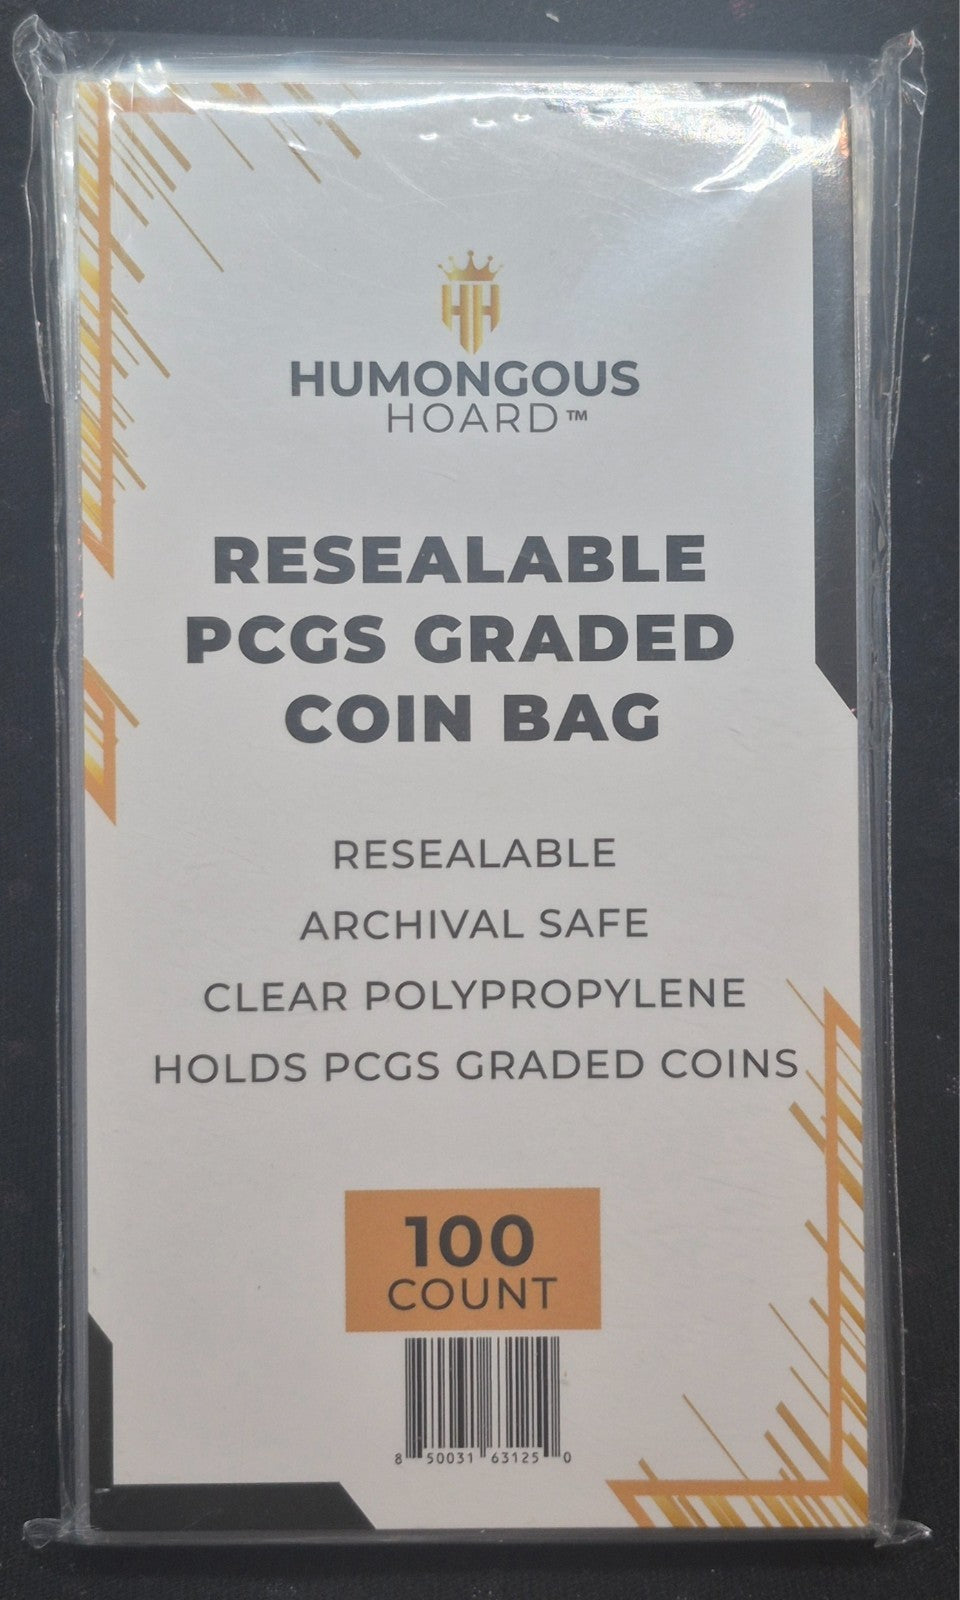 HH
HUMONGOUS
HOARD™
RESEALABLE
PCGS GRADED
COIN BAG
RESEALABLE
ARCHIVAL SAFE
CLEAR POLYPROPYLENE
HOLDS PCGS GRADED COINS
100
COUNT
8 50031 63125 0